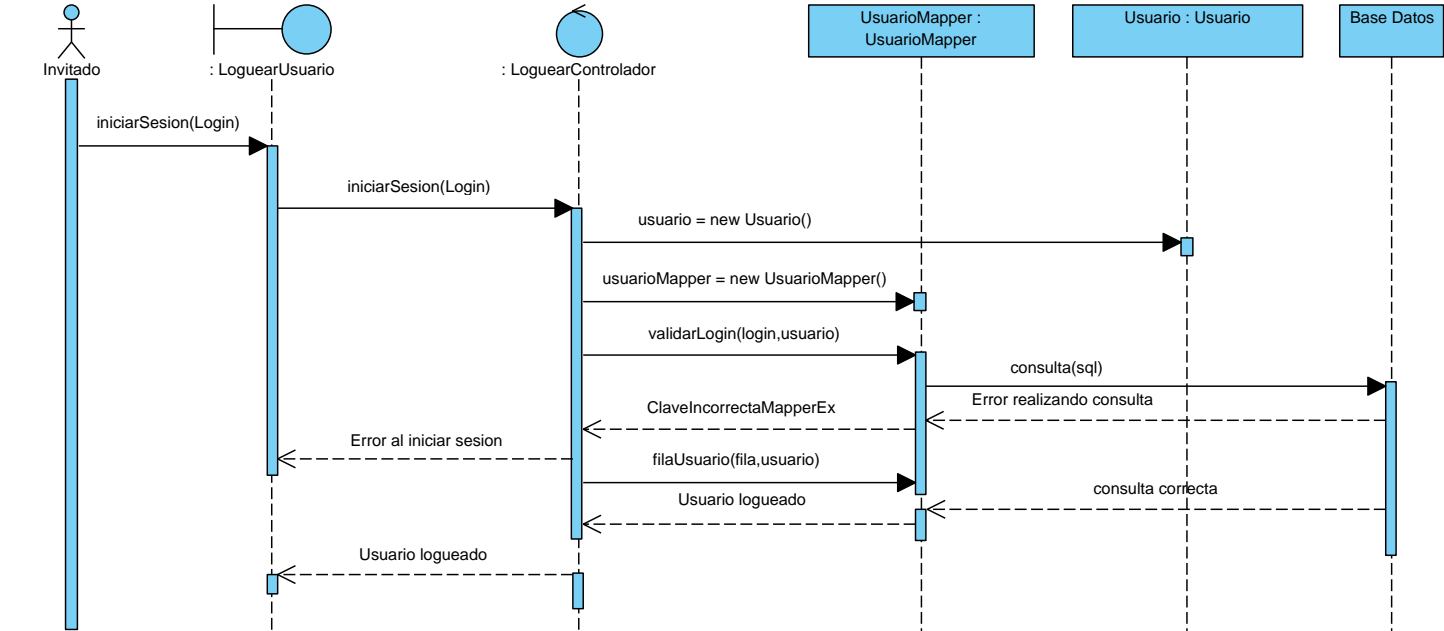 UsuarioMapper :
UsuarioMapper
Usuario : Usuario
Base Datos
Invitado
: LoguearUsuario
: LoguearControlador
iniciarSesion(Login)
iniciarSesion(Login)
usuario = new Usuario()
usuarioMapper = new UsuarioMapper()
validarLogin(login,usuario)
consulta(sql)
Error realizando consulta
ClaveIncorrectaMapperEx
Error al iniciar sesion
filaUsuario(fila,usuario)
consulta correcta
Usuario logueado
Usuario logueado